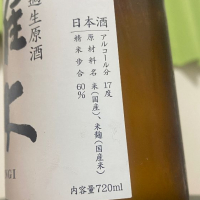 日本酒
アルコール分 17度
原材料名 米(国産)、米麹(国産米)
精米歩合 60%
内容量720ml
生原酒